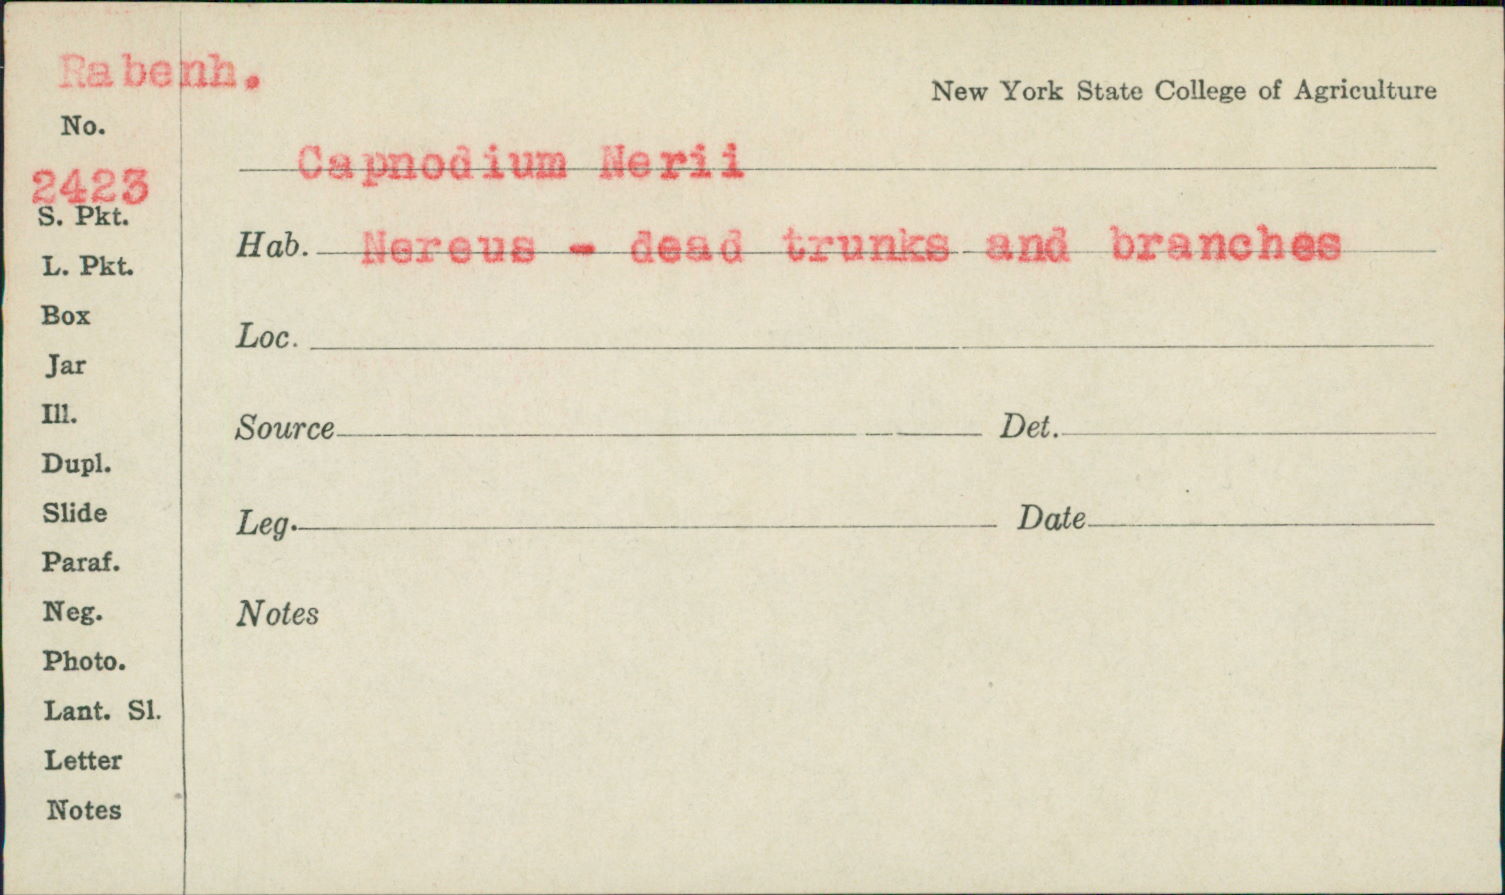 Rabenh.
New York State College of Agriculture
No.
Capnodium Nerii
2423
S. Pkt.
Hab. Nereus - dead trunks and branches
L. Pkt.
Box
Loc.
Jar
Ill.
Source Det.
Dupl.
Slide
Leg. Date
Paraf.
Neg.
Notes
Photo.
Lant. Sl.
Letter
Notes